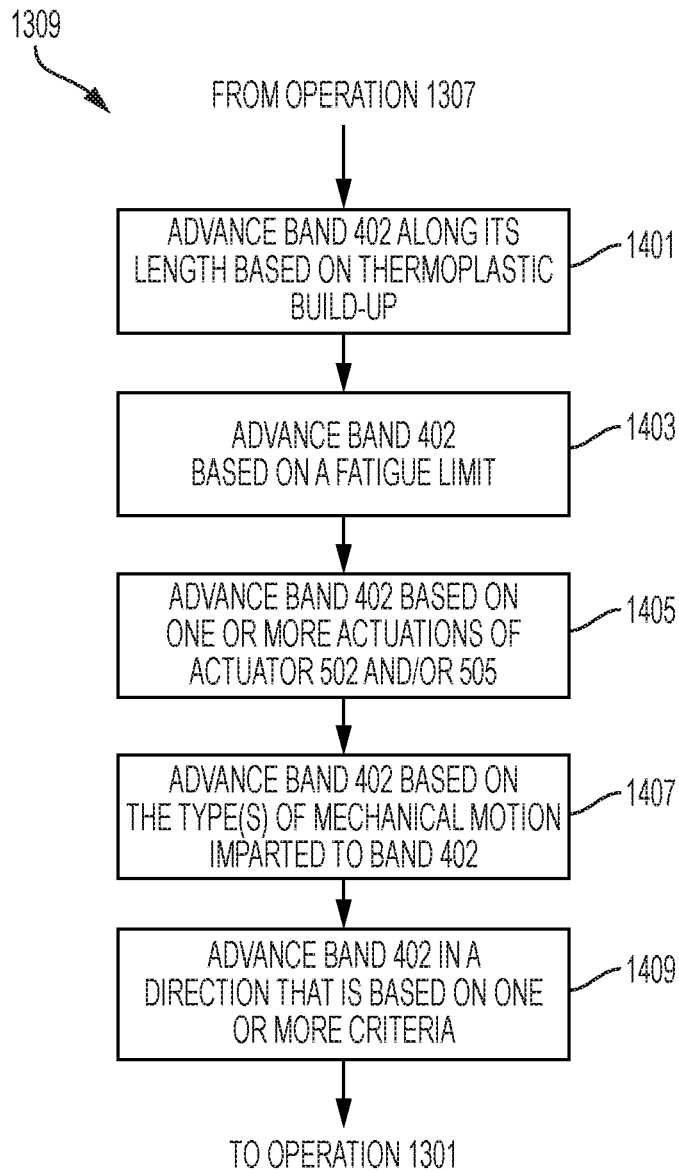 1309
FROM OPERATION 1307
ADVANCE BAND 402 ALONG ITS
LENGTH BASED ON THERMOPLASTIC
BUILD-UP
1401
ADVANCE BAND 402
BASED ON A FATIGUE LIMIT
1403
ADVANCE BAND 402 BASED ON
ONE OR MORE ACTUATIONS OF
ACTUATOR 502 AND/OR 505
1405
ADVANCE BAND 402 BASED ON
THE TYPE(S) OF MECHANICAL MOTION
IMPARTED TO BAND 402
1407
ADVANCE BAND 402 IN A
DIRECTION THAT IS BASED ON ONE
OR MORE CRITERIA
1409
TO OPERATION 1301